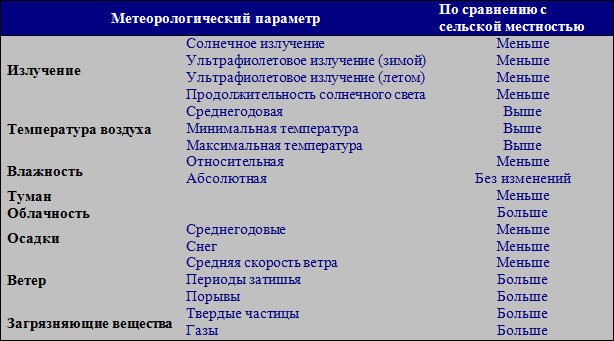 Метеорологический параметр По сравнению с сельской местностью
Излучение Солнечное излучение Меньше
Ультрафиолетовое излучение (зимой) Меньше
Ультрафиолетовое излучение (летом) Меньше
Продолжительность солнечного света Меньше
Температура воздуха Среднегодовая Выше
Минимальная температура Выше
Максимальная температура Выше
Влажность Относительная Меньше
Абсолютная Без изменений
Туман Меньше
Облачность Больше
Осадки Среднегодовые Меньше
Снег Меньше
Ветер Средняя скорость ветра Меньше
Периоды затишья Больше
Порывы Больше
Загрязняющие вещества Твердые частицы Больше
Газы Больше